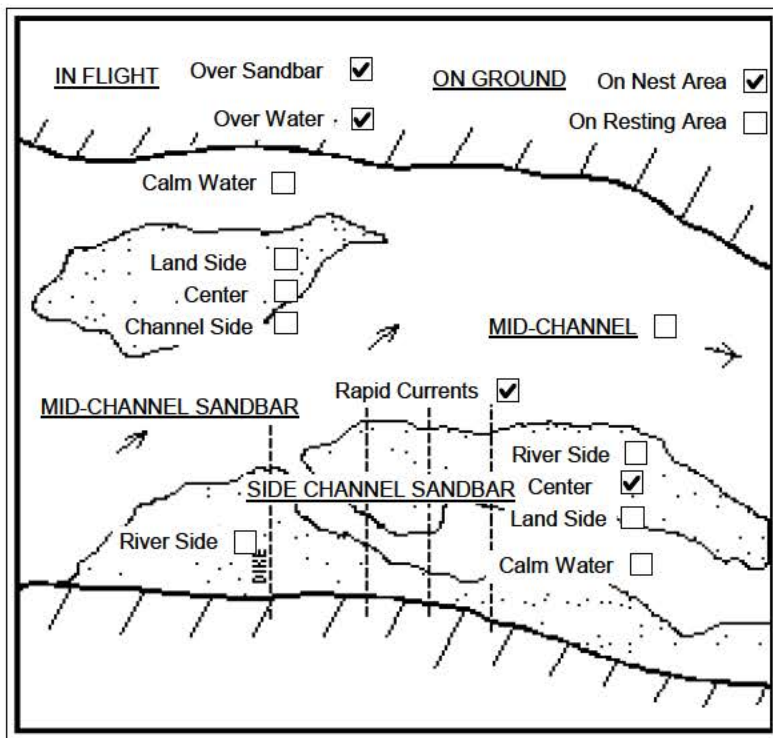 IN FLIGHT
Over Sandbar
Over Water
ON GROUND
On Nest Area
On Resting Area
Calm Water
Land Side
Center
Channel Side
MID-CHANNEL
MID-CHANNEL SANDBAR
Rapid Currents
River Side
SIDE CHANNEL SANDBAR
Center
Land Side
River Side
DIKE
Calm Water